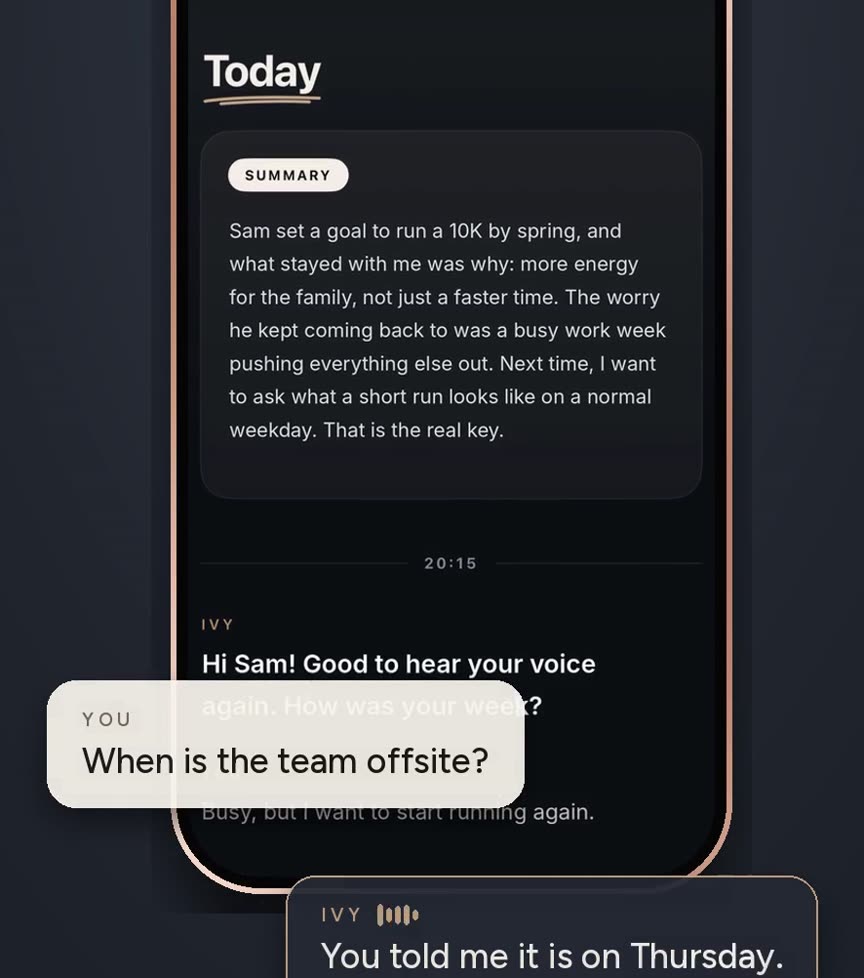 Today
SUMMARY
Sam set a goal to run a 10K by spring, and
what stayed with me was why: more energy
for the family, not just a faster time. The worry
he kept coming back to was a busy work week
pushing everything else out. Next time, I want
to ask what a short run looks like on a normal
weekday. That is the real key.
20:15
IVY
Hi Sam! Good to hear your voice
again. How was your week?
YOU
When is the team offsite?
Busy, but I want to start running again.
IVY
You told me it is on Thursday.